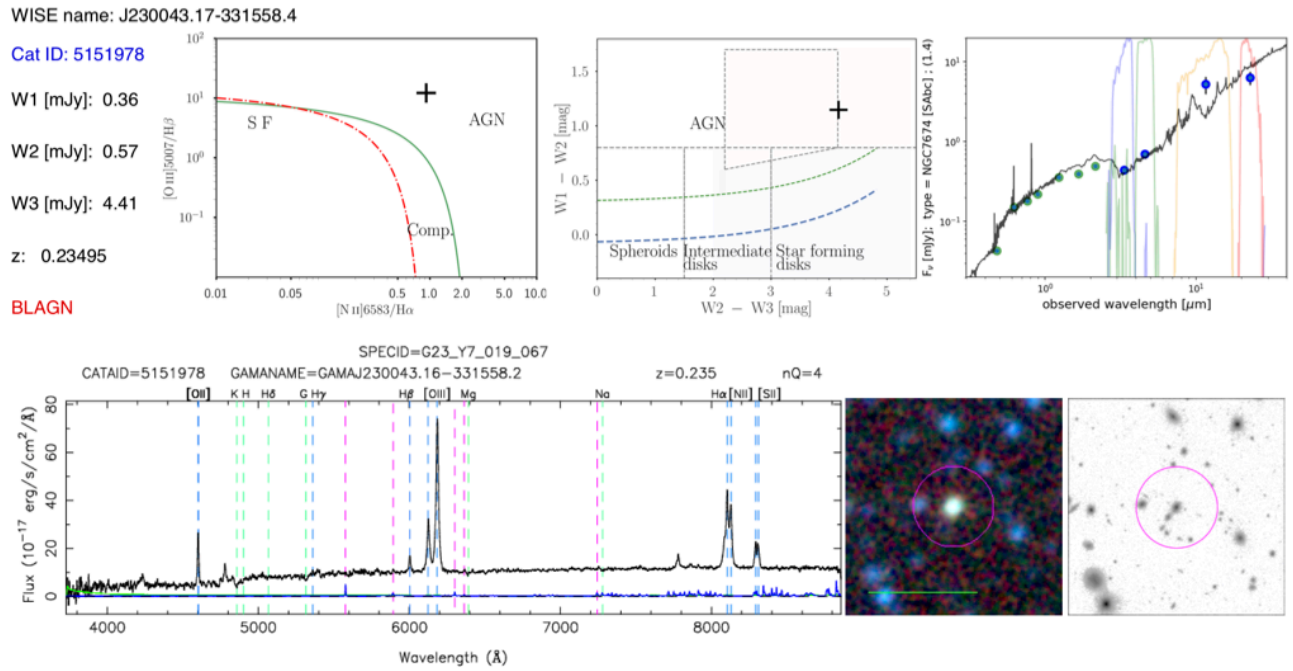 WISE name: J230043.17-331558.4
Cat ID: 5151978
W1 [mJy]: 0.36
W2 [mJy]: 0.57
W3 [mJy]: 4.41
z: 0.23495
BLAGN
10²
10¹
10⁰
10⁻¹
[O III]5007/Hβ
S F
AGN
Comp.
0.01 0.05 0.5 1.0 2.0 10.0
[N II]6583/Hα
1.5
1.0
0.5
0.0
W1 − W2 [mag]
AGN
Spheroids
Intermediate
disks
Star forming
disks
0 1 2 3 4 5
W2 − W3 [mag]
Fν [mJy]; type = NGC7674 [SAbc] ; (1.4)
10¹
10⁰
10⁻¹
10⁰ 10¹
observed wavelength [μm]
SPECID=G23_Y7_019_067
CATAID=5151978 GAMANAME=GAMAJ230043.16−331558.2 z=0.235 nQ=4
[OII] K H Hδ G Hγ Hβ [OIII] Mg Na Hα [NII] [SII]
80
60
40
20
0
Flux (10⁻¹⁷ erg/s/cm²/Å)
4000 5000 6000 7000 8000
Wavelength (Å)